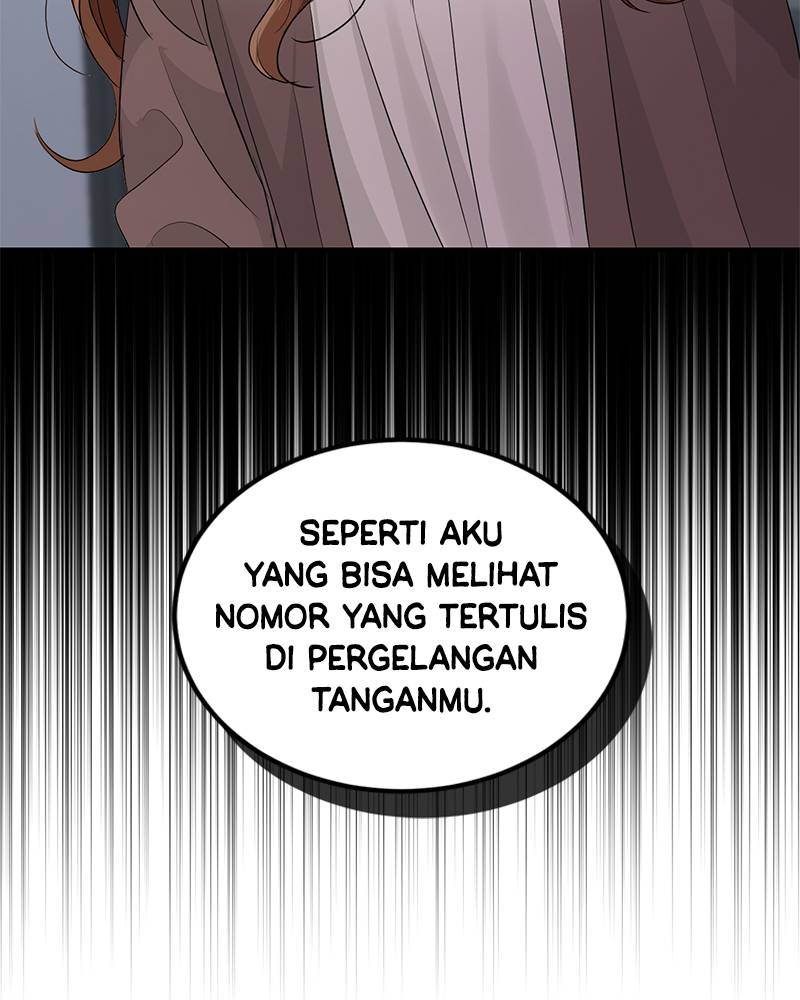 SEPERTI AKU
YANG BISA MELIHAT
NOMOR YANG TERTULIS
DI PERGELANGAN
TANGANMU.